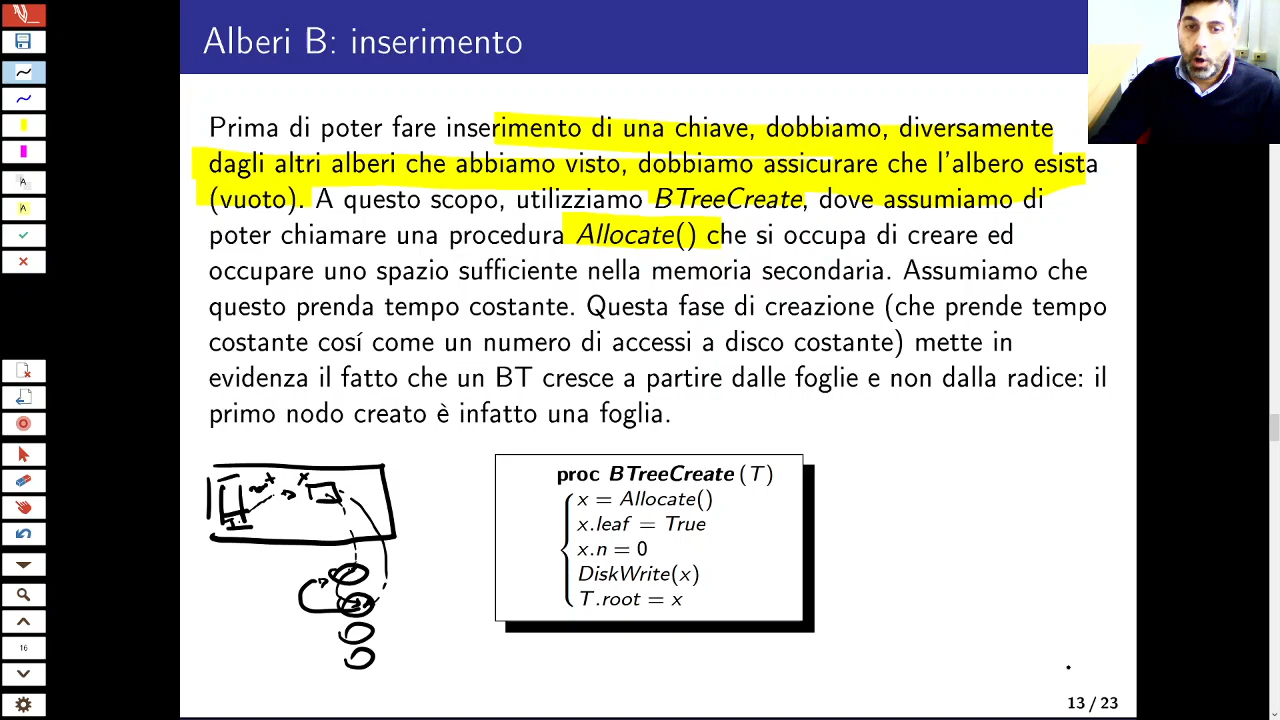 Alberi B: inserimento
Prima di poter fare inserimento di una chiave, dobbiamo, diversamente
dagli altri alberi che abbiamo visto, dobbiamo assicurare che l'albero esista
(vuoto). A questo scopo, utilizziamo BTreeCreate, dove assumiamo di
poter chiamare una procedura Allocate() che si occupa di creare ed
occupare uno spazio sufficiente nella memoria secondaria. Assumiamo che
questo prenda tempo costante. Questa fase di creazione (che prende tempo
costante cosí come un numero di accessi a disco costante) mette in
evidenza il fatto che un BT cresce a partire dalle foglie e non dalla radice: il
primo nodo creato è infatto una foglia.
proc BTreeCreate (T)
x = Allocate()
x.leaf = True
x.n = 0
DiskWrite(x)
T.root = x
13 / 23
16